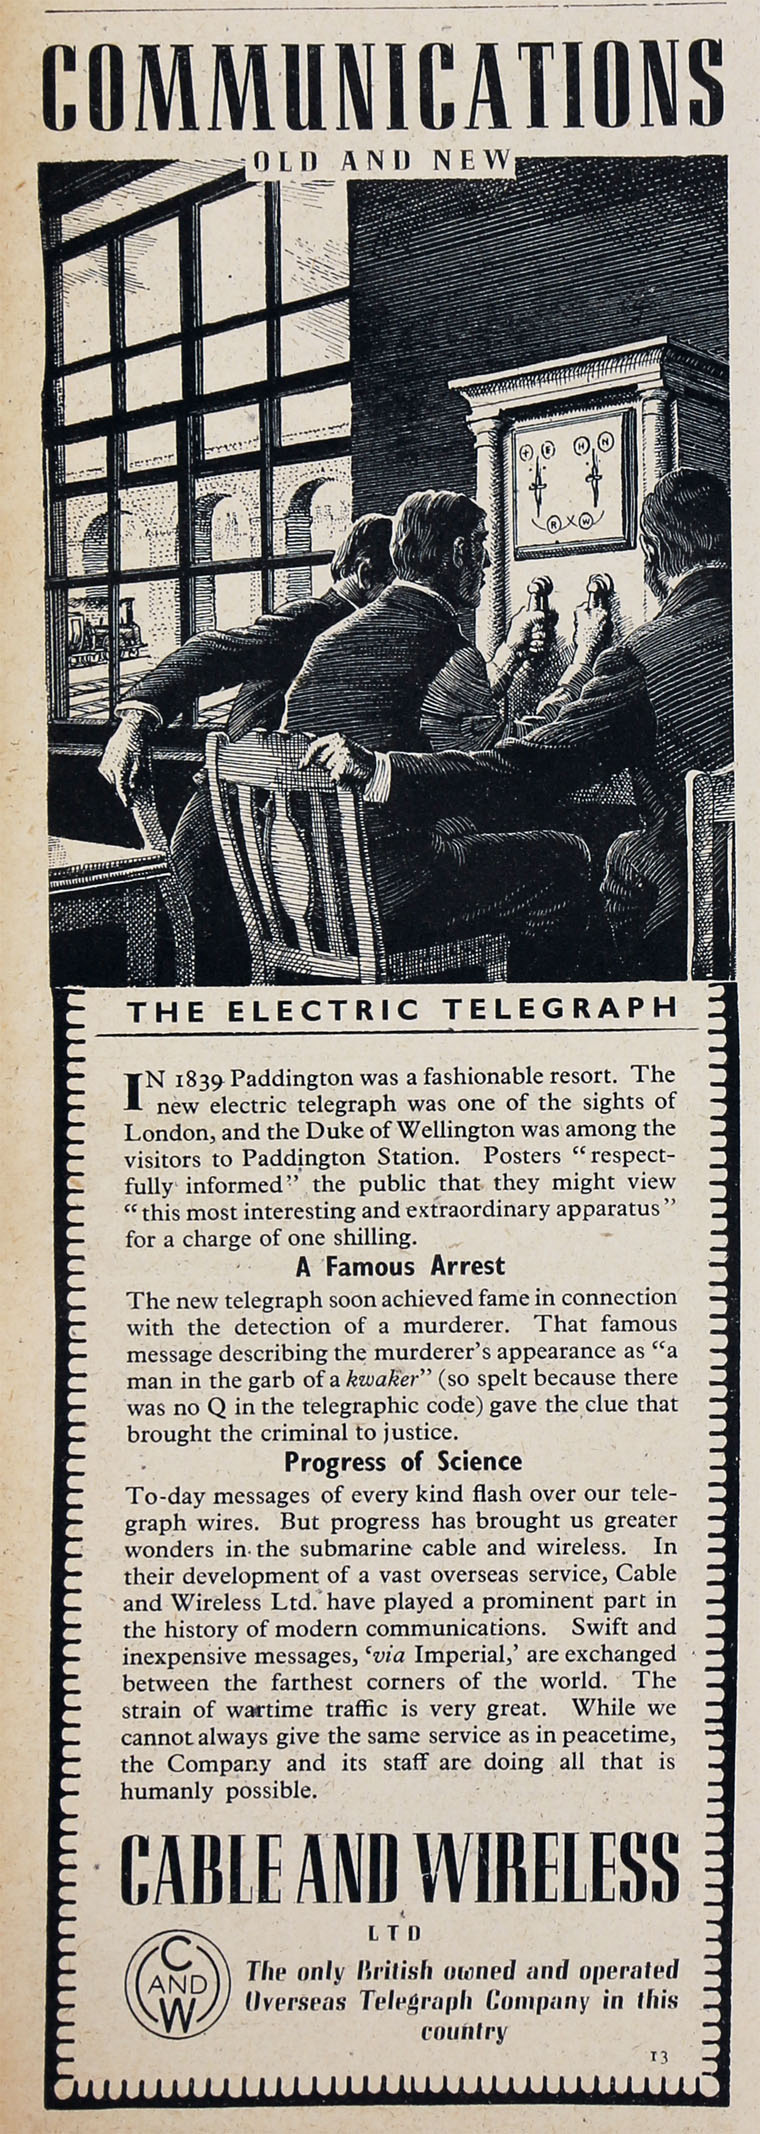 COMMUNICATIONS
OLD AND NEW
+ E H N
R W
THE ELECTRIC TELEGRAPH
IN 1839 Paddington was a fashionable resort. The
new electric telegraph was one of the sights of
London, and the Duke of Wellington was among the
visitors to Paddington Station. Posters “respect-
fully informed” the public that they might view
“this most interesting and extraordinary apparatus”
for a charge of one shilling.
A Famous Arrest
The new telegraph soon achieved fame in connection
with the detection of a murderer. That famous
message describing the murderer's appearance as “a
man in the garb of a kwaker” (so spelt because there
was no Q in the telegraphic code) gave the clue that
brought the criminal to justice.
Progress of Science
To-day messages of every kind flash over our tele-
graph wires. But progress has brought us greater
wonders in the submarine cable and wireless. In
their development of a vast overseas service, Cable
and Wireless Ltd. have played a prominent part in
the history of modern communications. Swift and
inexpensive messages, ‘via Imperial,’ are exchanged
between the farthest corners of the world. The
strain of wartime traffic is very great. While we
cannot always give the same service as in peacetime,
the Company and its staff are doing all that is
humanly possible.
CABLE AND WIRELESS
LTD
C
AND
W
The only British owned and operated
Overseas Telegraph Company in this
country
13